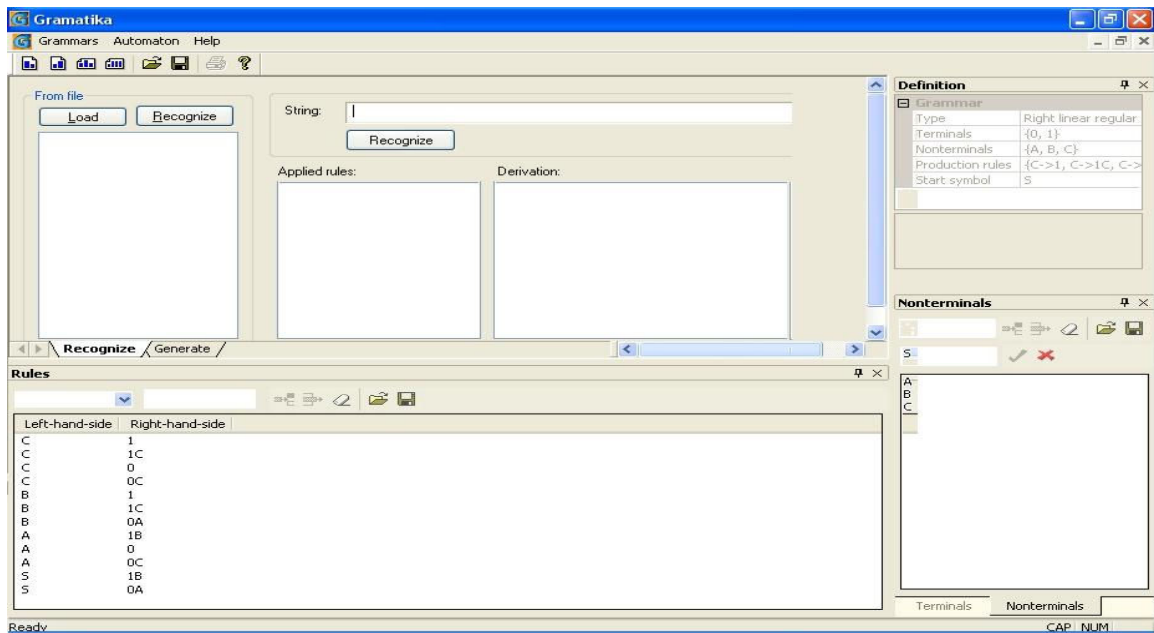 Gramatika
Grammars Automaton Help
From file
Load Recognize
String:
Recognize
Applied rules: Derivation:
Recognize Generate
Definition
Grammar
Type Right linear regular
Terminals {0, 1}
Nonterminals {A, B, C}
Production rules {C->1, C->1C, C->
Start symbol S
Nonterminals
S
A
B
C
Terminals Nonterminals
Rules
Left-hand-side Right-hand-side
C 1
C 1C
C 0
C 0C
B 1
B 1C
B 0A
A 1B
A 0
A 0C
S 1B
S 0A
Ready CAP NUM